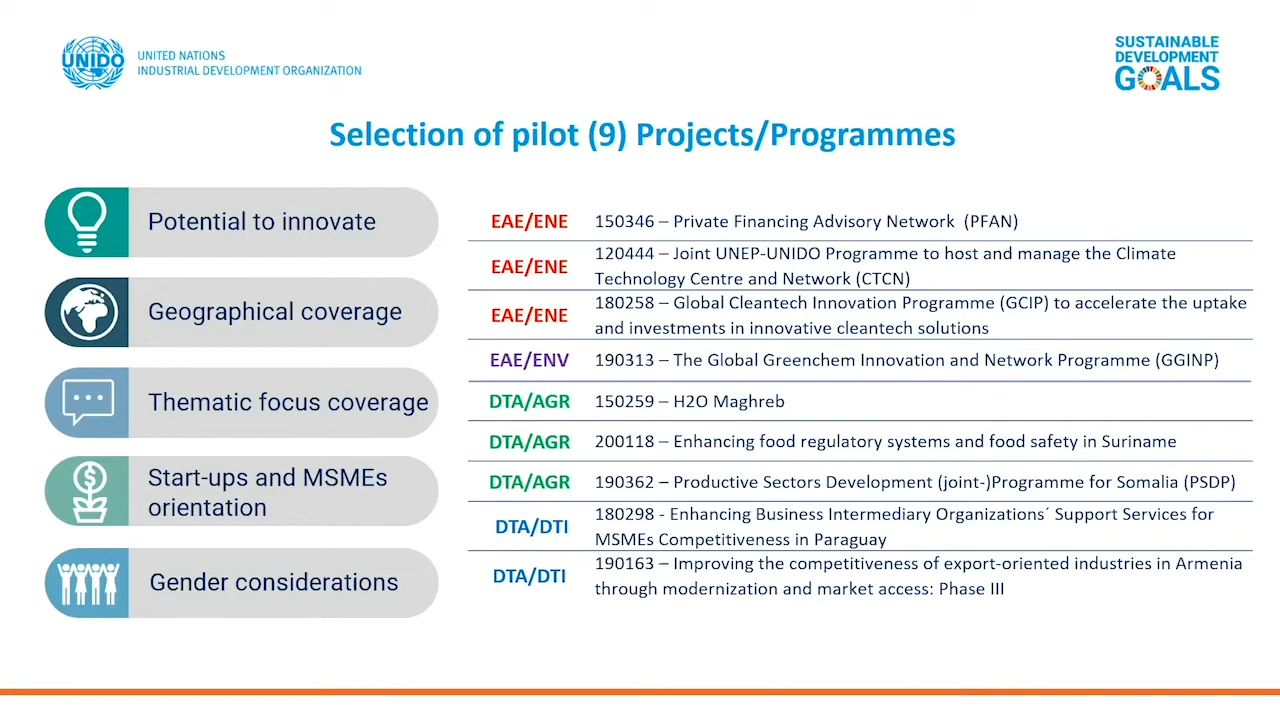 UNIDO
UNITED NATIONS
INDUSTRIAL DEVELOPMENT ORGANIZATION
SUSTAINABLE
DEVELOPMENT
GOALS
Selection of pilot (9) Projects/Programmes
Potential to innovate
Geographical coverage
Thematic focus coverage
Start-ups and MSMEs
orientation
Gender considerations
EAE/ENE 150346 – Private Financing Advisory Network (PFAN)
EAE/ENE 120444 – Joint UNEP-UNIDO Programme to host and manage the Climate
Technology Centre and Network (CTCN)
EAE/ENE 180258 – Global Cleantech Innovation Programme (GCIP) to accelerate the uptake
and investments in innovative cleantech solutions
EAE/ENV 190313 – The Global Greenchem Innovation and Network Programme (GGINP)
DTA/AGR 150259 – H2O Maghreb
DTA/AGR 200118 – Enhancing food regulatory systems and food safety in Suriname
DTA/AGR 190362 – Productive Sectors Development (joint-)Programme for Somalia (PSDP)
DTA/DTI 180298 - Enhancing Business Intermediary Organizations´ Support Services for
MSMEs Competitiveness in Paraguay
DTA/DTI 190163 – Improving the competitiveness of export-oriented industries in Armenia
through modernization and market access: Phase III